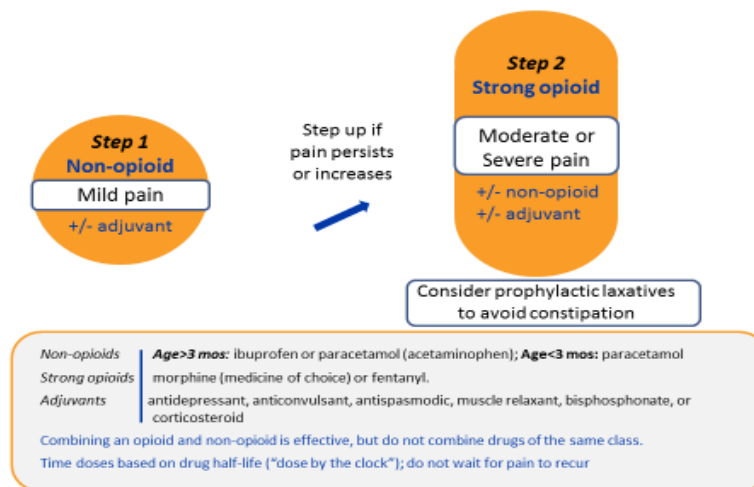 Step 1
Non-opioid
Mild pain
+/- adjuvant
Step up if
pain persists
or increases
Step 2
Strong opioid
Moderate or
Severe pain
+/- non-opioid
+/- adjuvant
Consider prophylactic laxatives
to avoid constipation
Non-opioids Age>3 mos: ibuprofen or paracetamol (acetaminophen); Age<3 mos: paracetamol
Strong opioids morphine (medicine of choice) or fentanyl.
Adjuvants antidepressant, anticonvulsant, antispasmodic, muscle relaxant, bisphosphonate, or
corticosteroid
Combining an opioid and non-opioid is effective, but do not combine drugs of the same class.
Time doses based on drug half-life (“dose by the clock”); do not wait for pain to recur